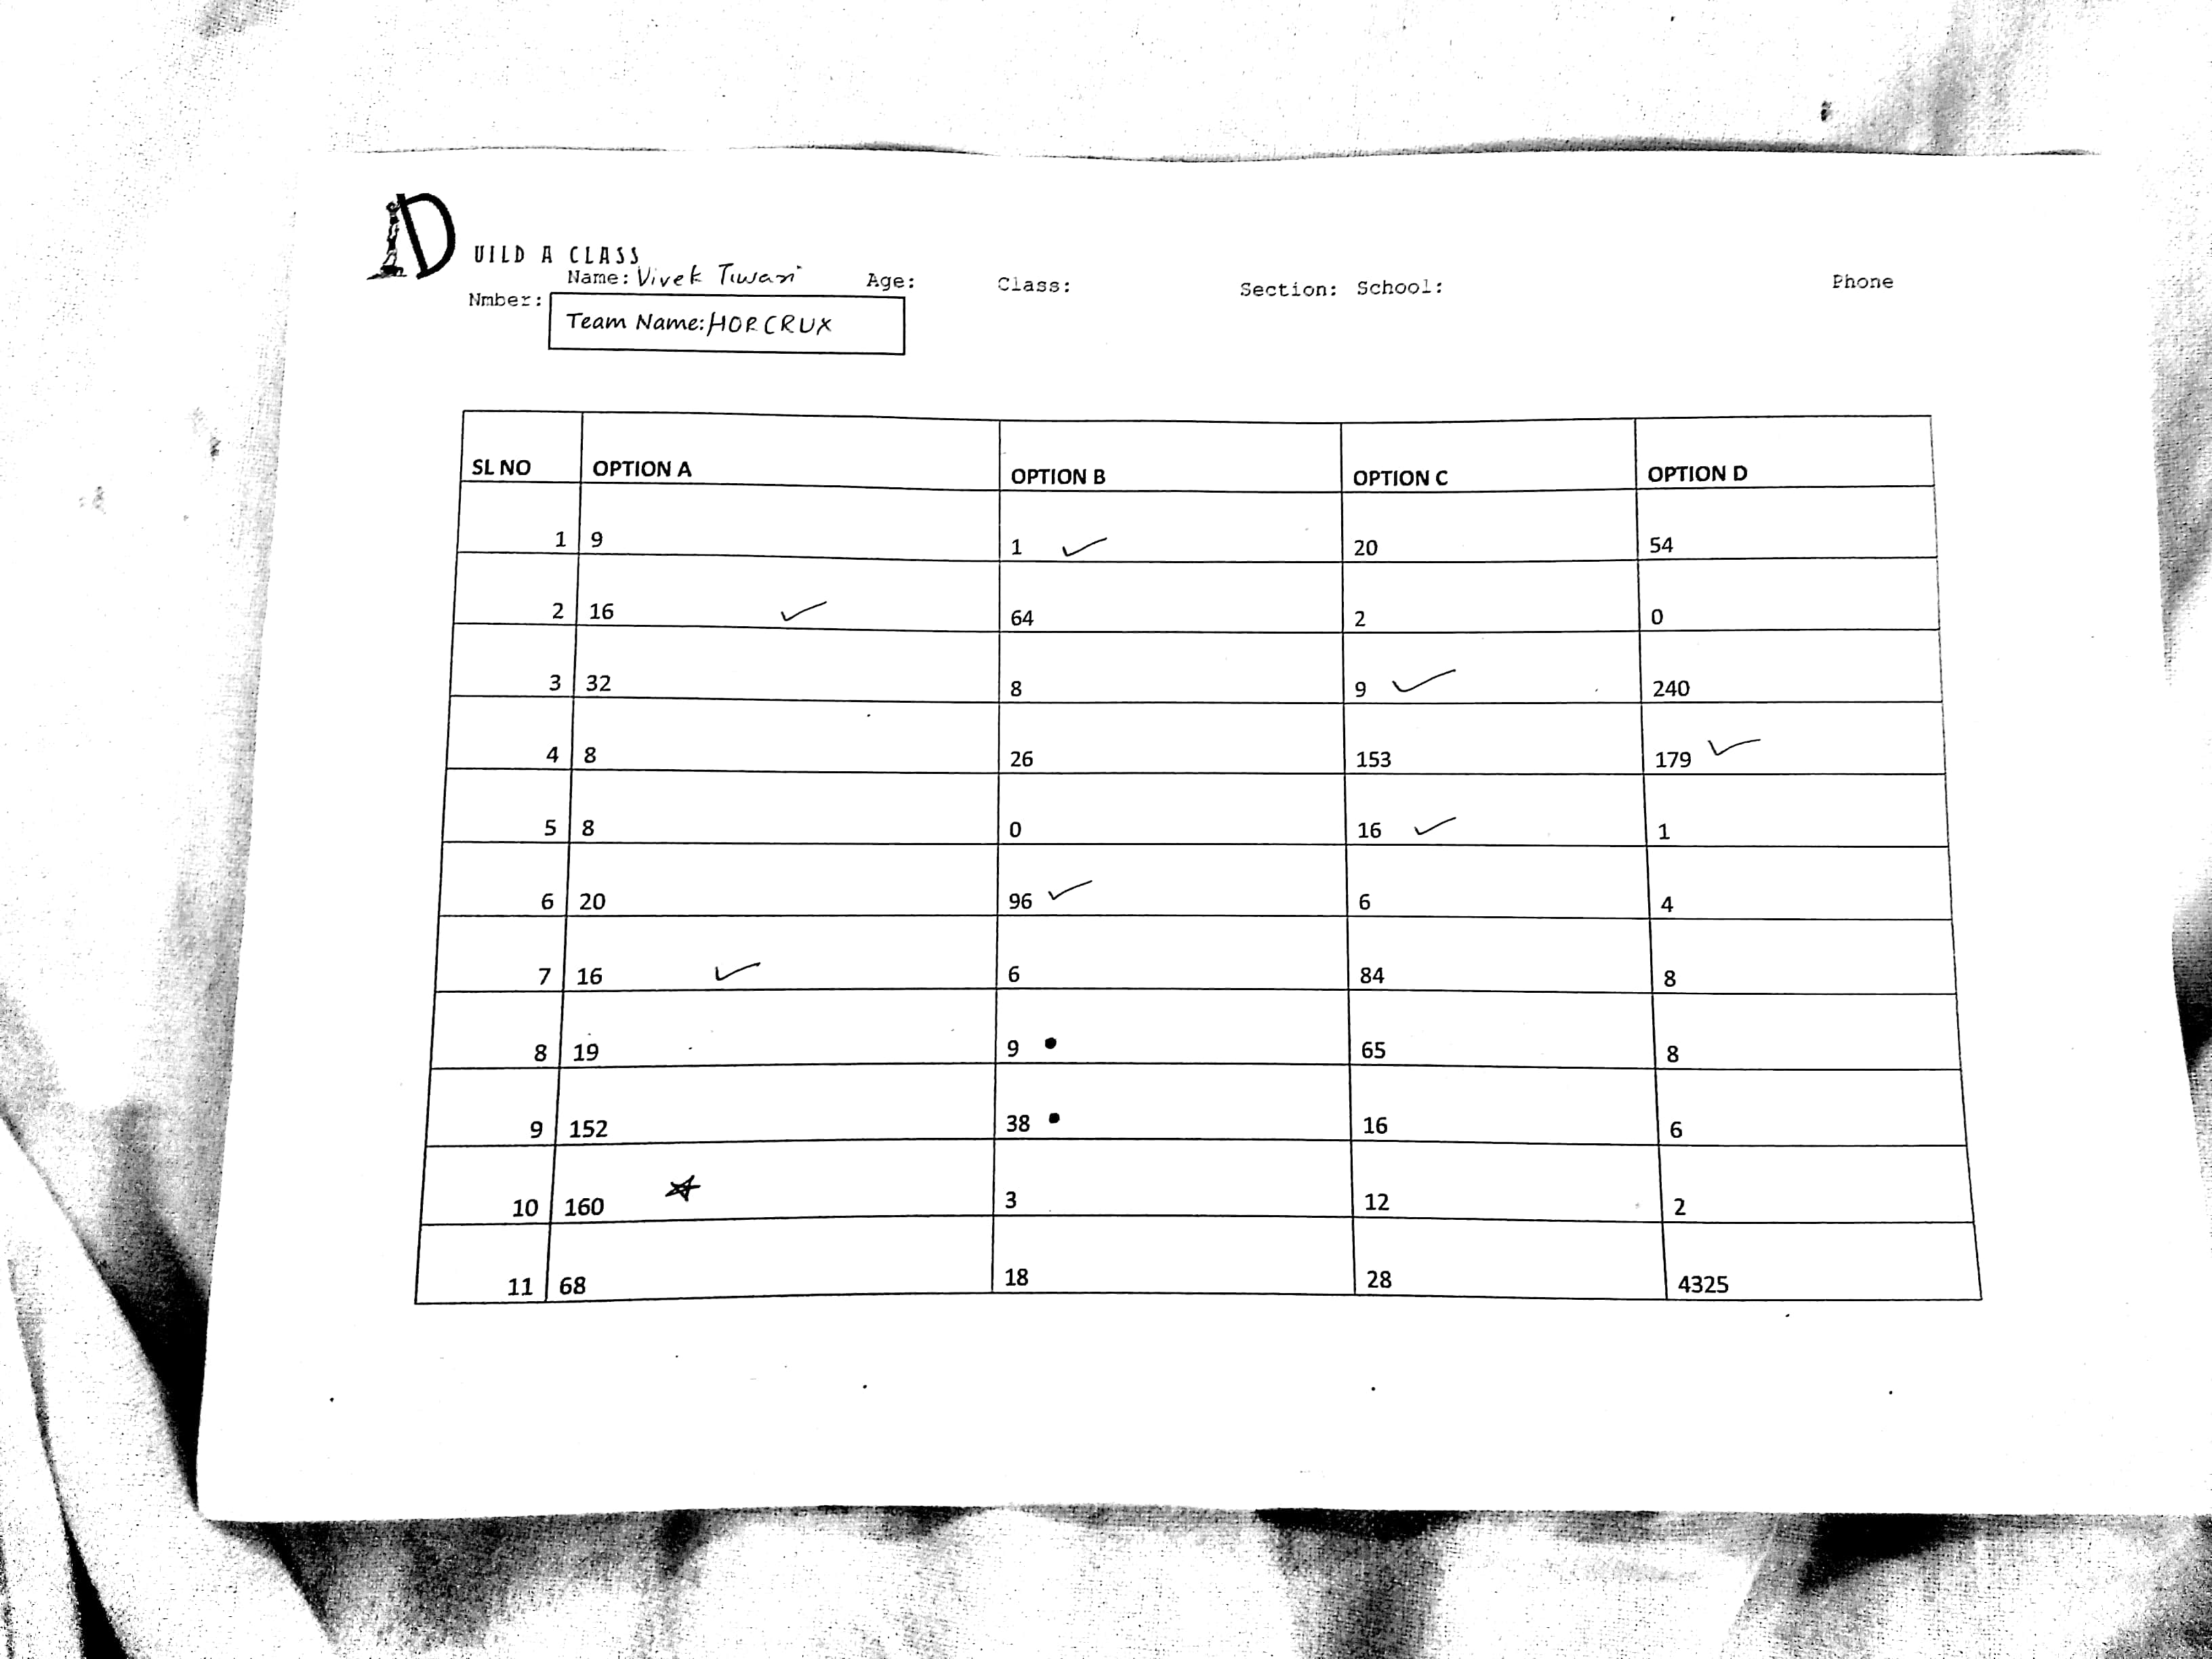 D UILD A CLASS
Name: Vivek Tiwari Age: Class: Section: School: Phone
Nmber:
Team Name: HORCRUX
SL NO OPTION A OPTION B OPTION C OPTION D
1 9 1 ✓ 20 54
2 16 ✓ 64 2 0
3 32 8 9 ✓ 240
4 8 26 153 179 ✓
5 8 0 16 ✓ 1
6 20 96 ✓ 6 4
7 16 ✓ 6 84 8
8 19 9 • 65 8
9 152 38 • 16 6
10 160 ☆ 3 12 2
11 68 18 28 4325